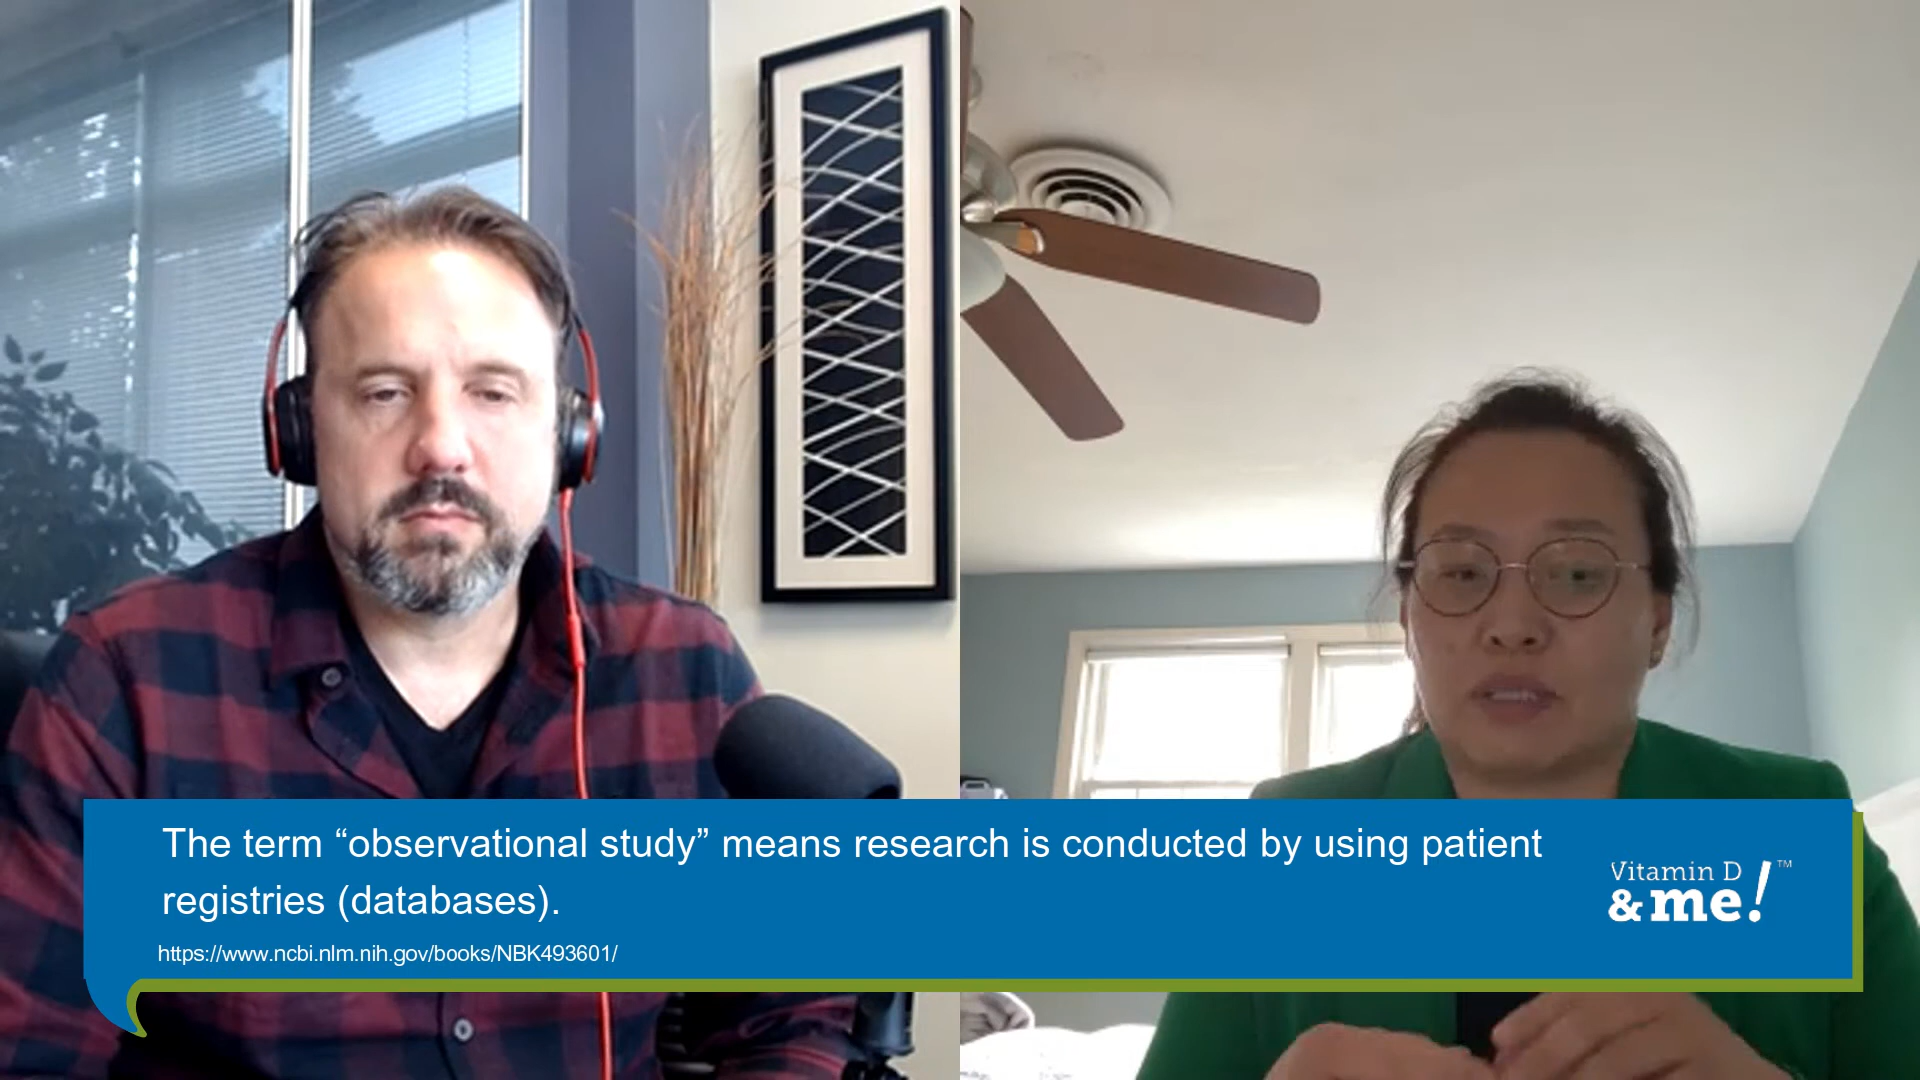 The term “observational study” means research is conducted by using patient
registries (databases).
https://www.ncbi.nlm.nih.gov/books/NBK493601/
Vitamin D
& me! ™